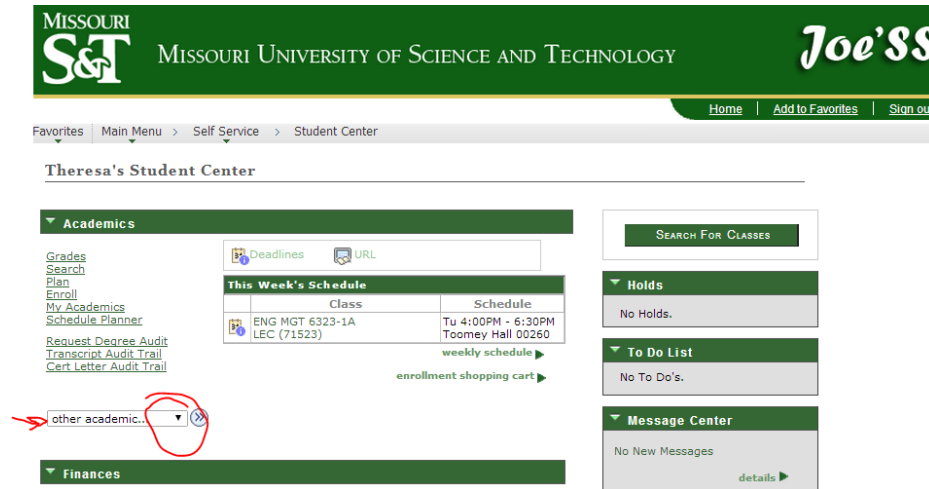 MISSOURI
S&T
MISSOURI UNIVERSITY OF SCIENCE AND TECHNOLOGY
Joe'SS
Home | Add to Favorites | Sign ou
Favorites | Main Menu > Self Service > Student Center
Theresa's Student Center
Academics
Grades
Search
Plan
Enroll
My Academics
Schedule Planner
Request Degree Audit
Transcript Audit Trail
Cert Letter Audit Trail
other academic...
Deadlines URL
This Week's Schedule
Class Schedule
ENG MGT 6323-1A Tu 4:00PM - 6:30PM
LEC (71523) Toomey Hall 00260
weekly schedule
enrollment shopping cart
Finances
SEARCH FOR CLASSES
Holds
No Holds.
To Do List
No To Do's.
Message Center
No New Messages
details